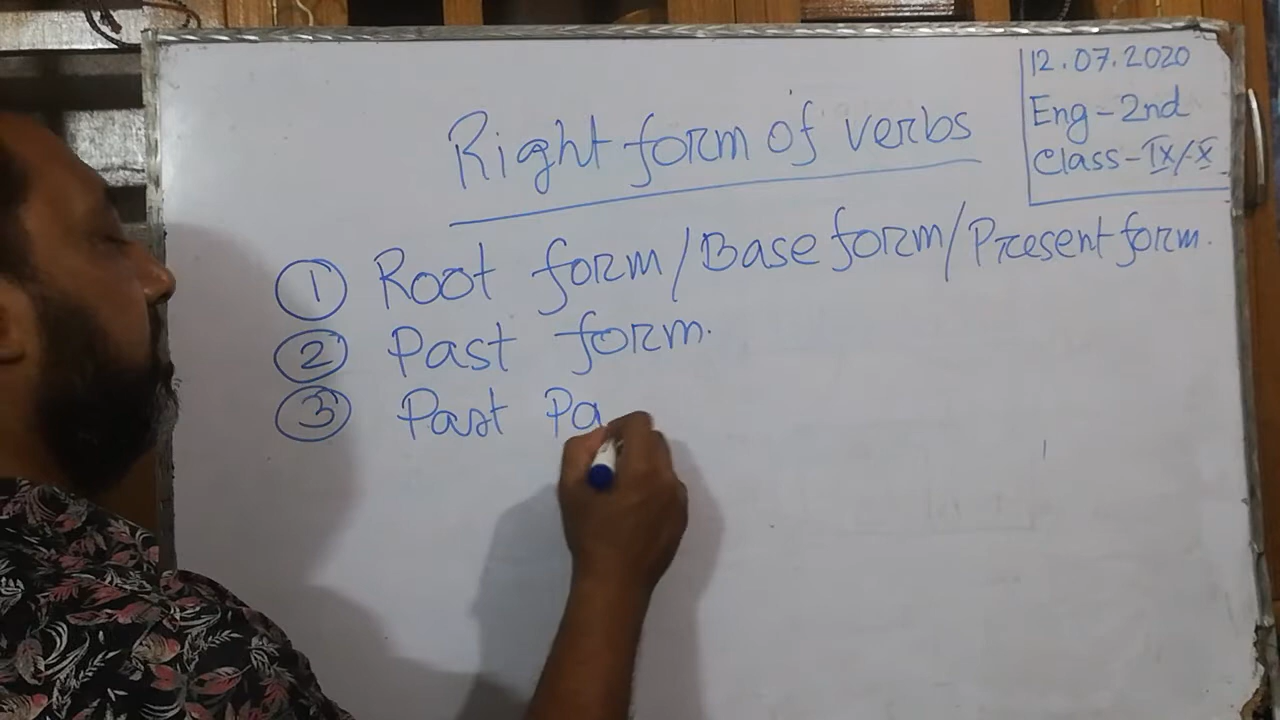 12.07.2020
Eng-2nd
Class-IX/X
Right form of verbs
1 Root form/Base form/Present form.
2 Past form.
3 Past Pa